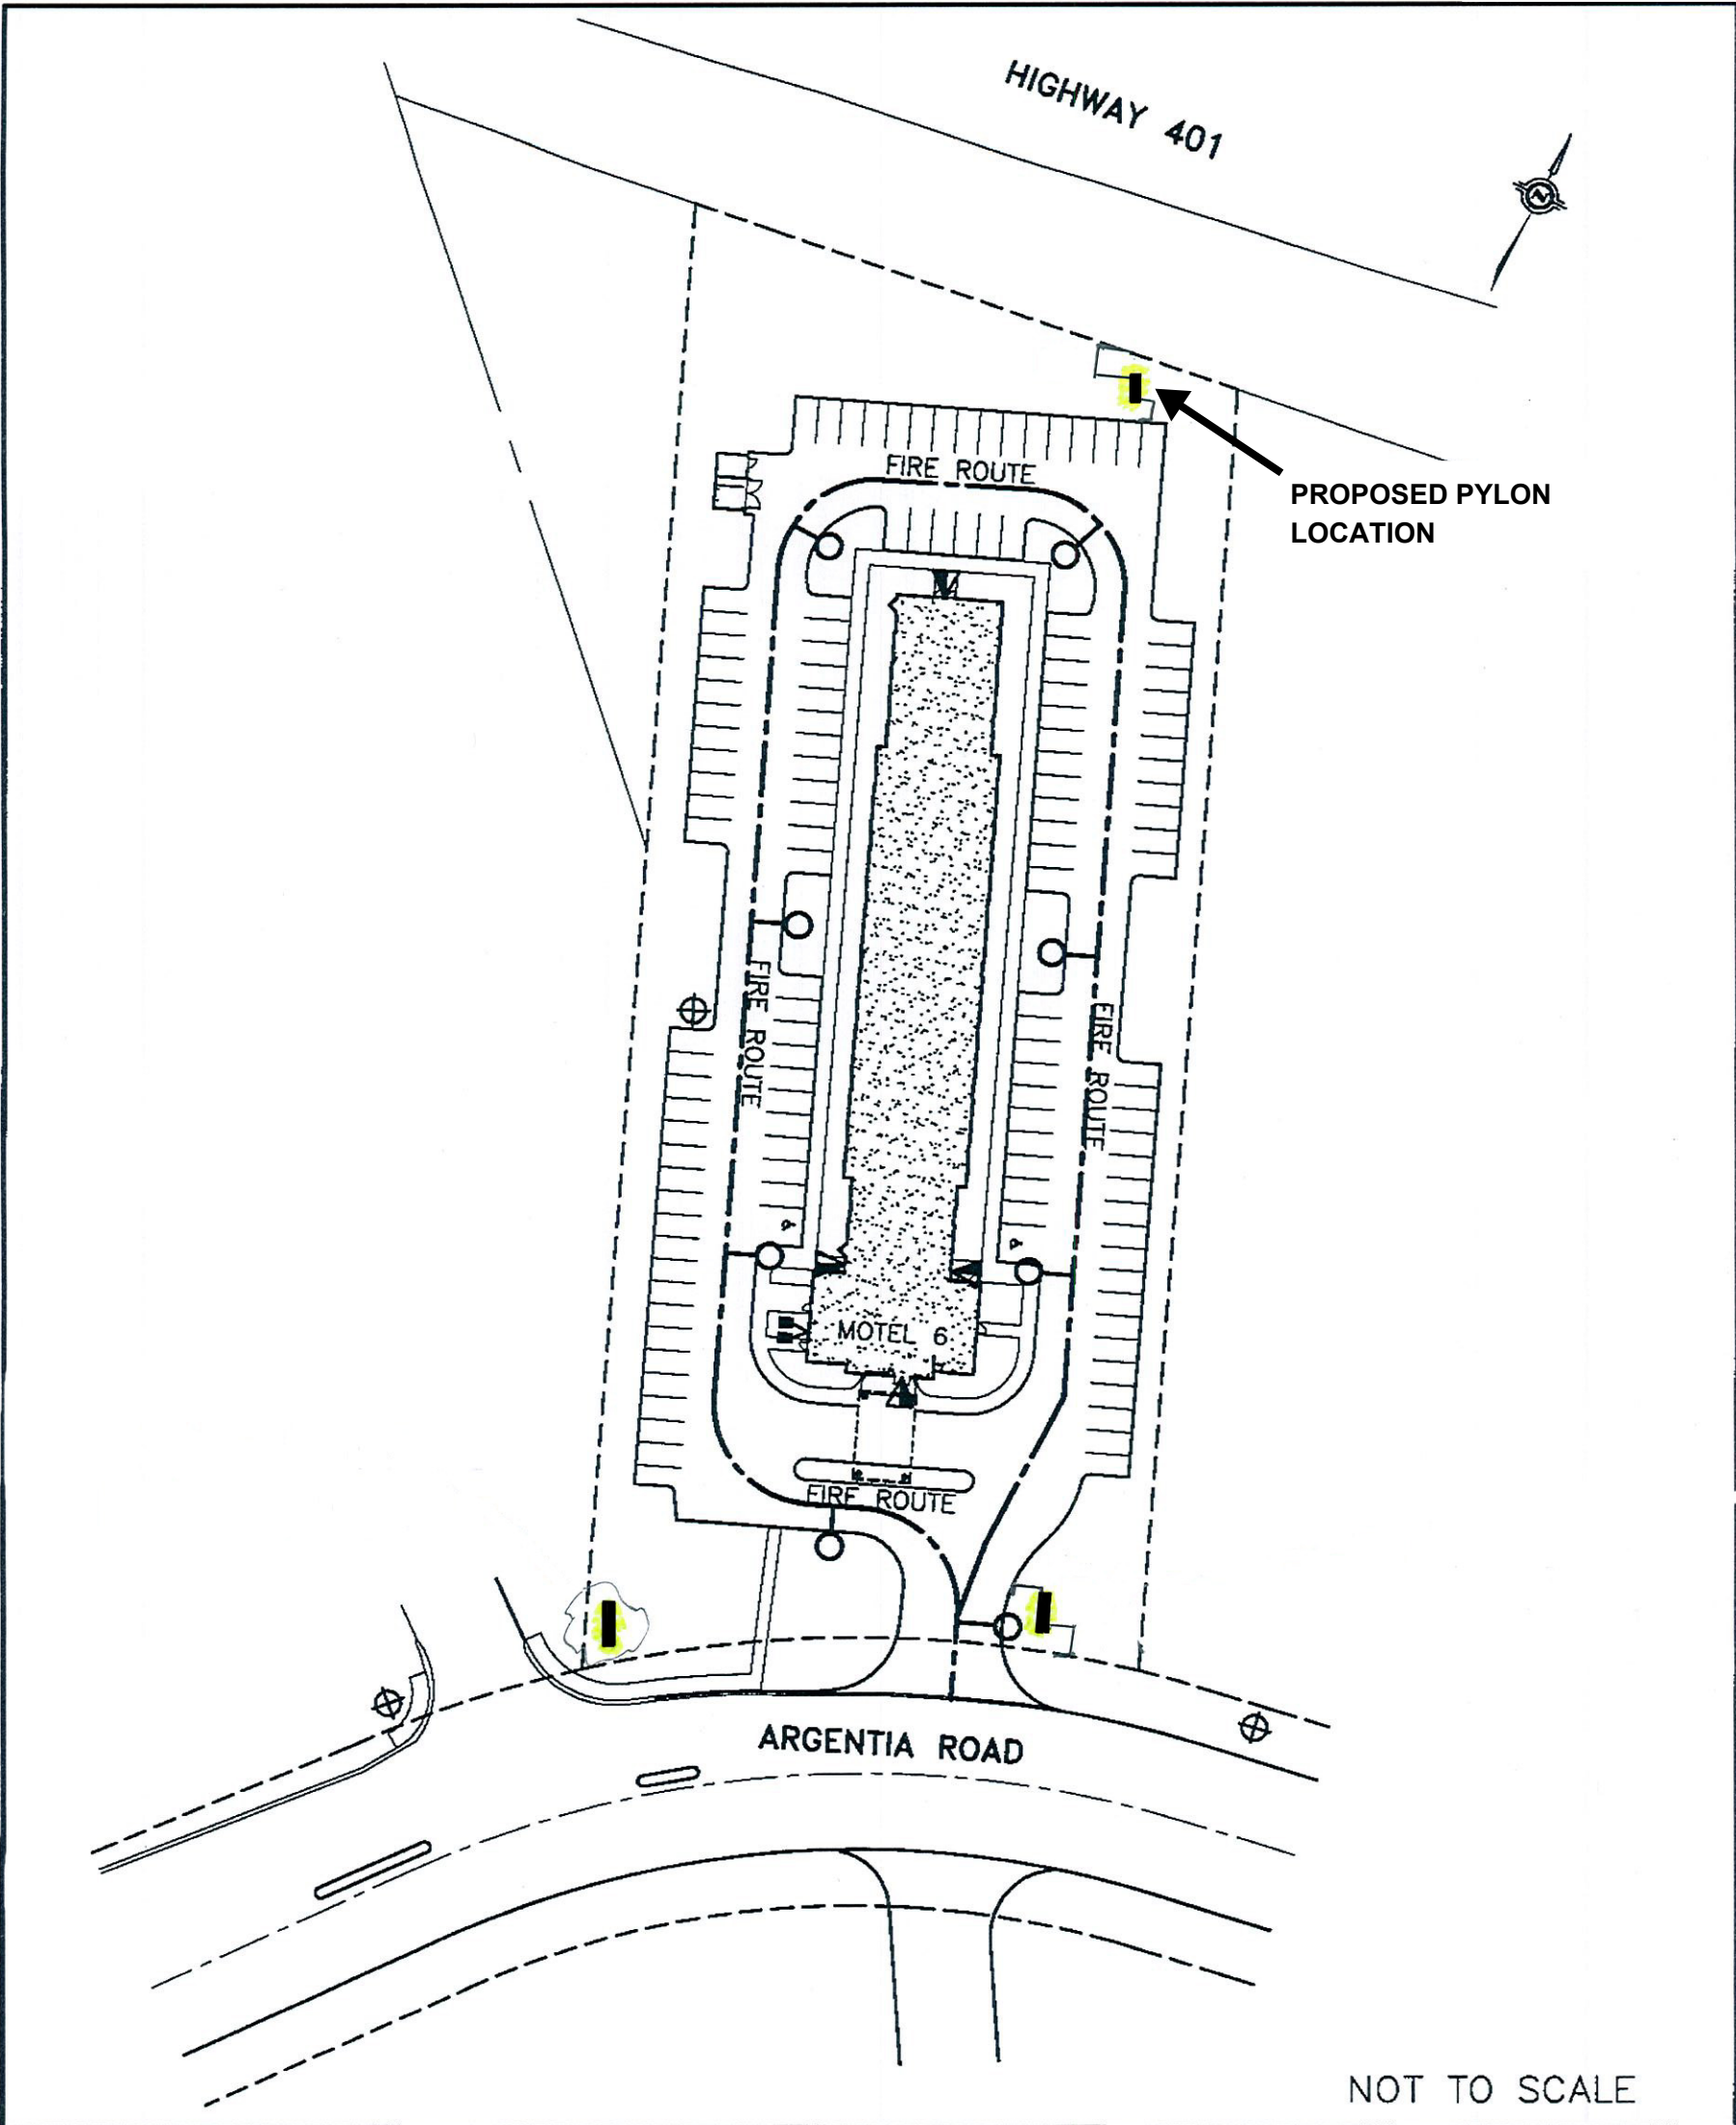 HIGHWAY 401
N
PROPOSED PYLON
LOCATION
FIRE ROUTE
FIRE ROUTE
FIRE ROUTE
MOTEL 6
FIRE ROUTE
ARGENTIA ROAD
NOT TO SCALE